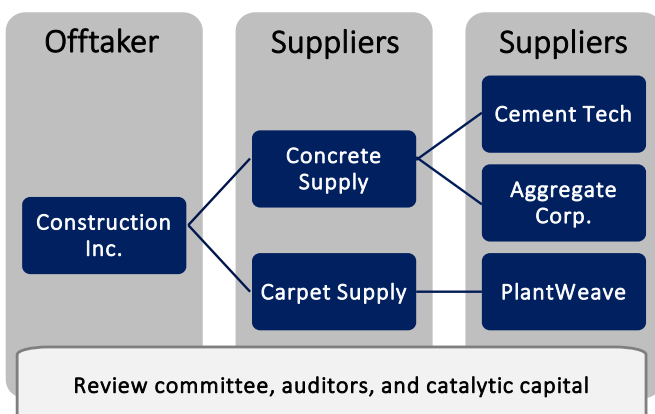 Offtaker
Suppliers
Suppliers
Construction
Inc.
Concrete
Supply
Carpet Supply
Cement Tech
Aggregate
Corp.
PlantWeave
Review committee, auditors, and catalytic capital